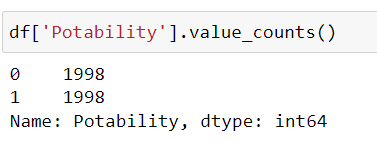 df['Potability'].value_counts()
0    1998
1    1998
Name: Potability, dtype: int64